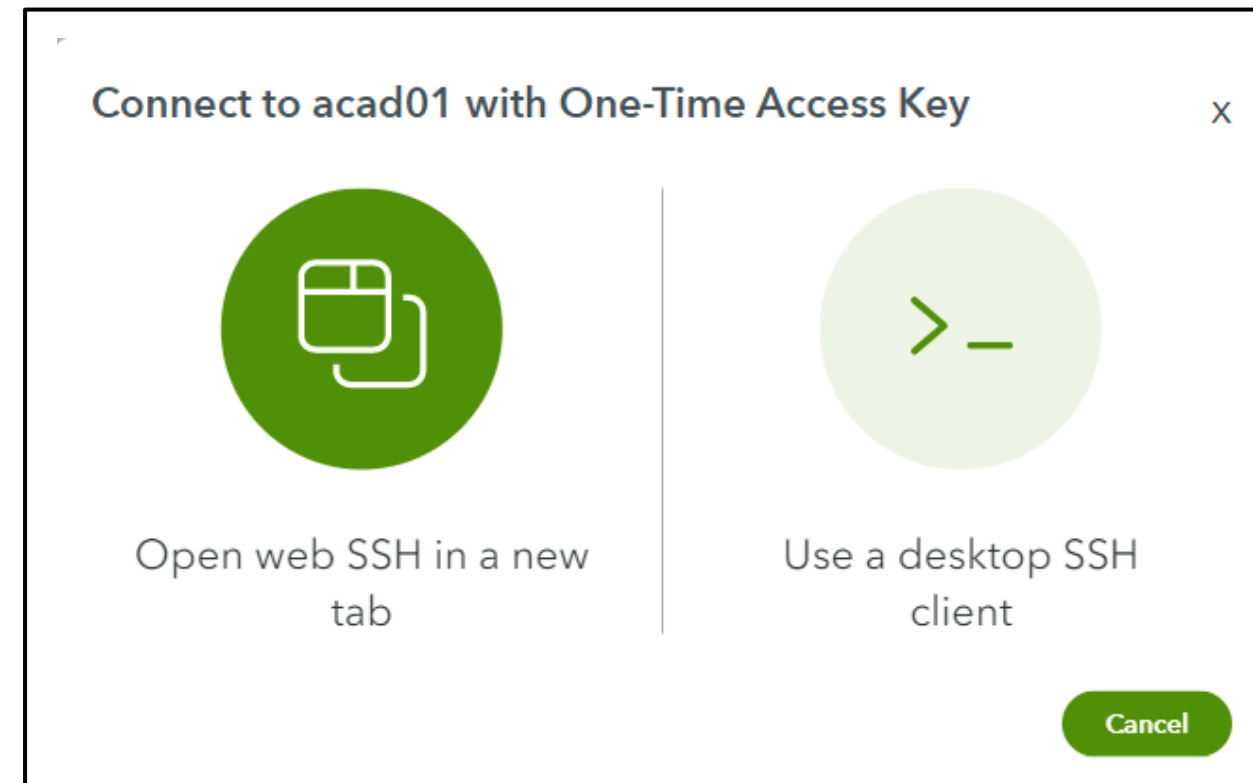 Connect to acad01 with One-Time Access Key
X
>_
Open web SSH in a new
tab
Use a desktop SSH
client
Cancel